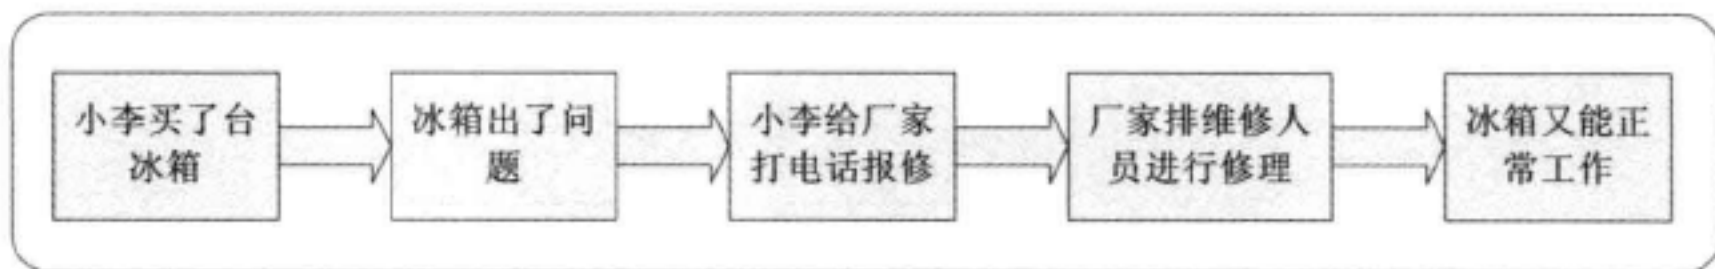 小李买了台
冰箱
冰箱出了问
题
小李给厂家
打电话报修
厂家排维修人
员进行修理
冰箱又能正
常工作